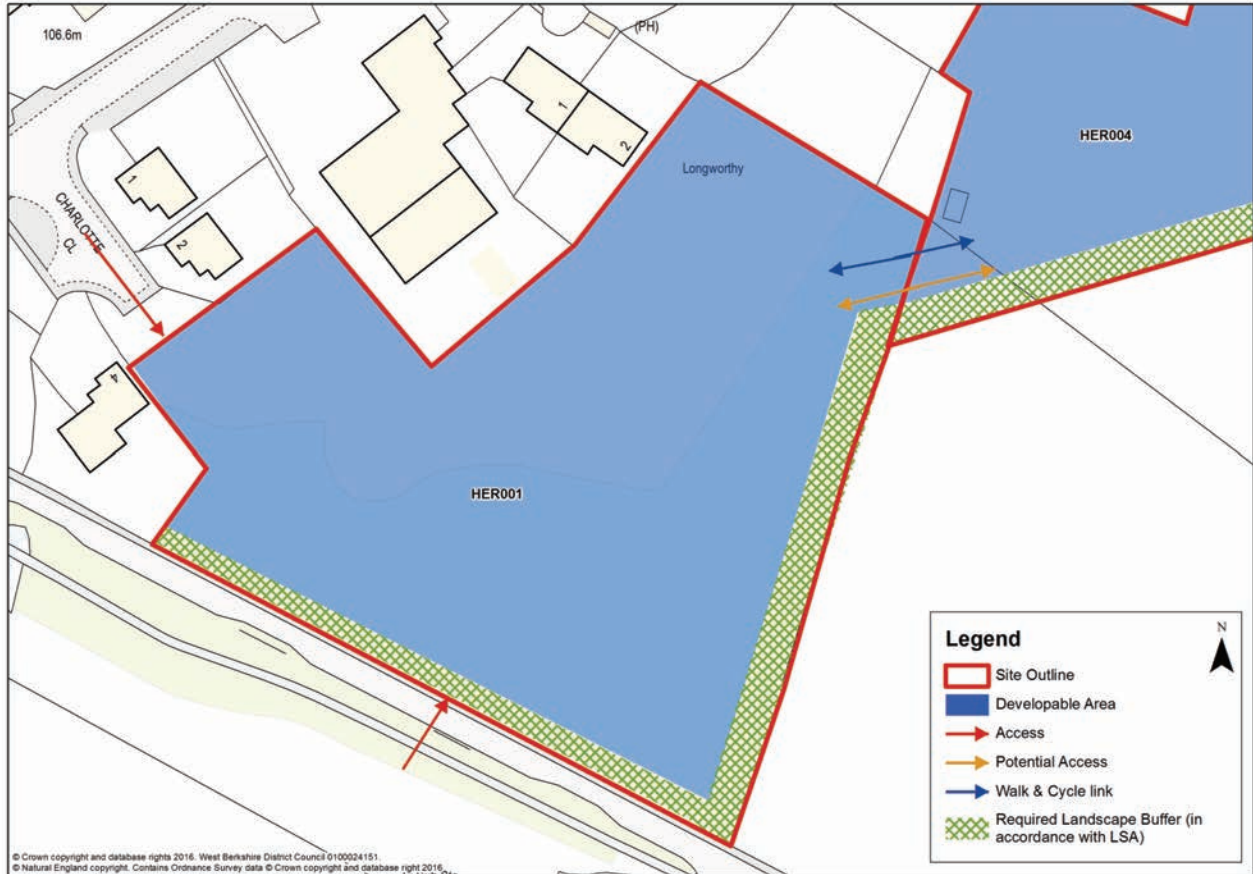 106.6m
(PH)
1
2
HER004
Longworthy
1
CHARLOTTE
CL
2
4
HER001
Legend
N
Site Outline
Developable Area
Access
Potential Access
Walk & Cycle link
Required Landscape Buffer (in
accordance with LSA)
© Crown copyright and database rights 2016. West Berkshire District Council 0100024151.
© Natural England copyright. Contains Ordnance Survey data © Crown copyright and database right 2016